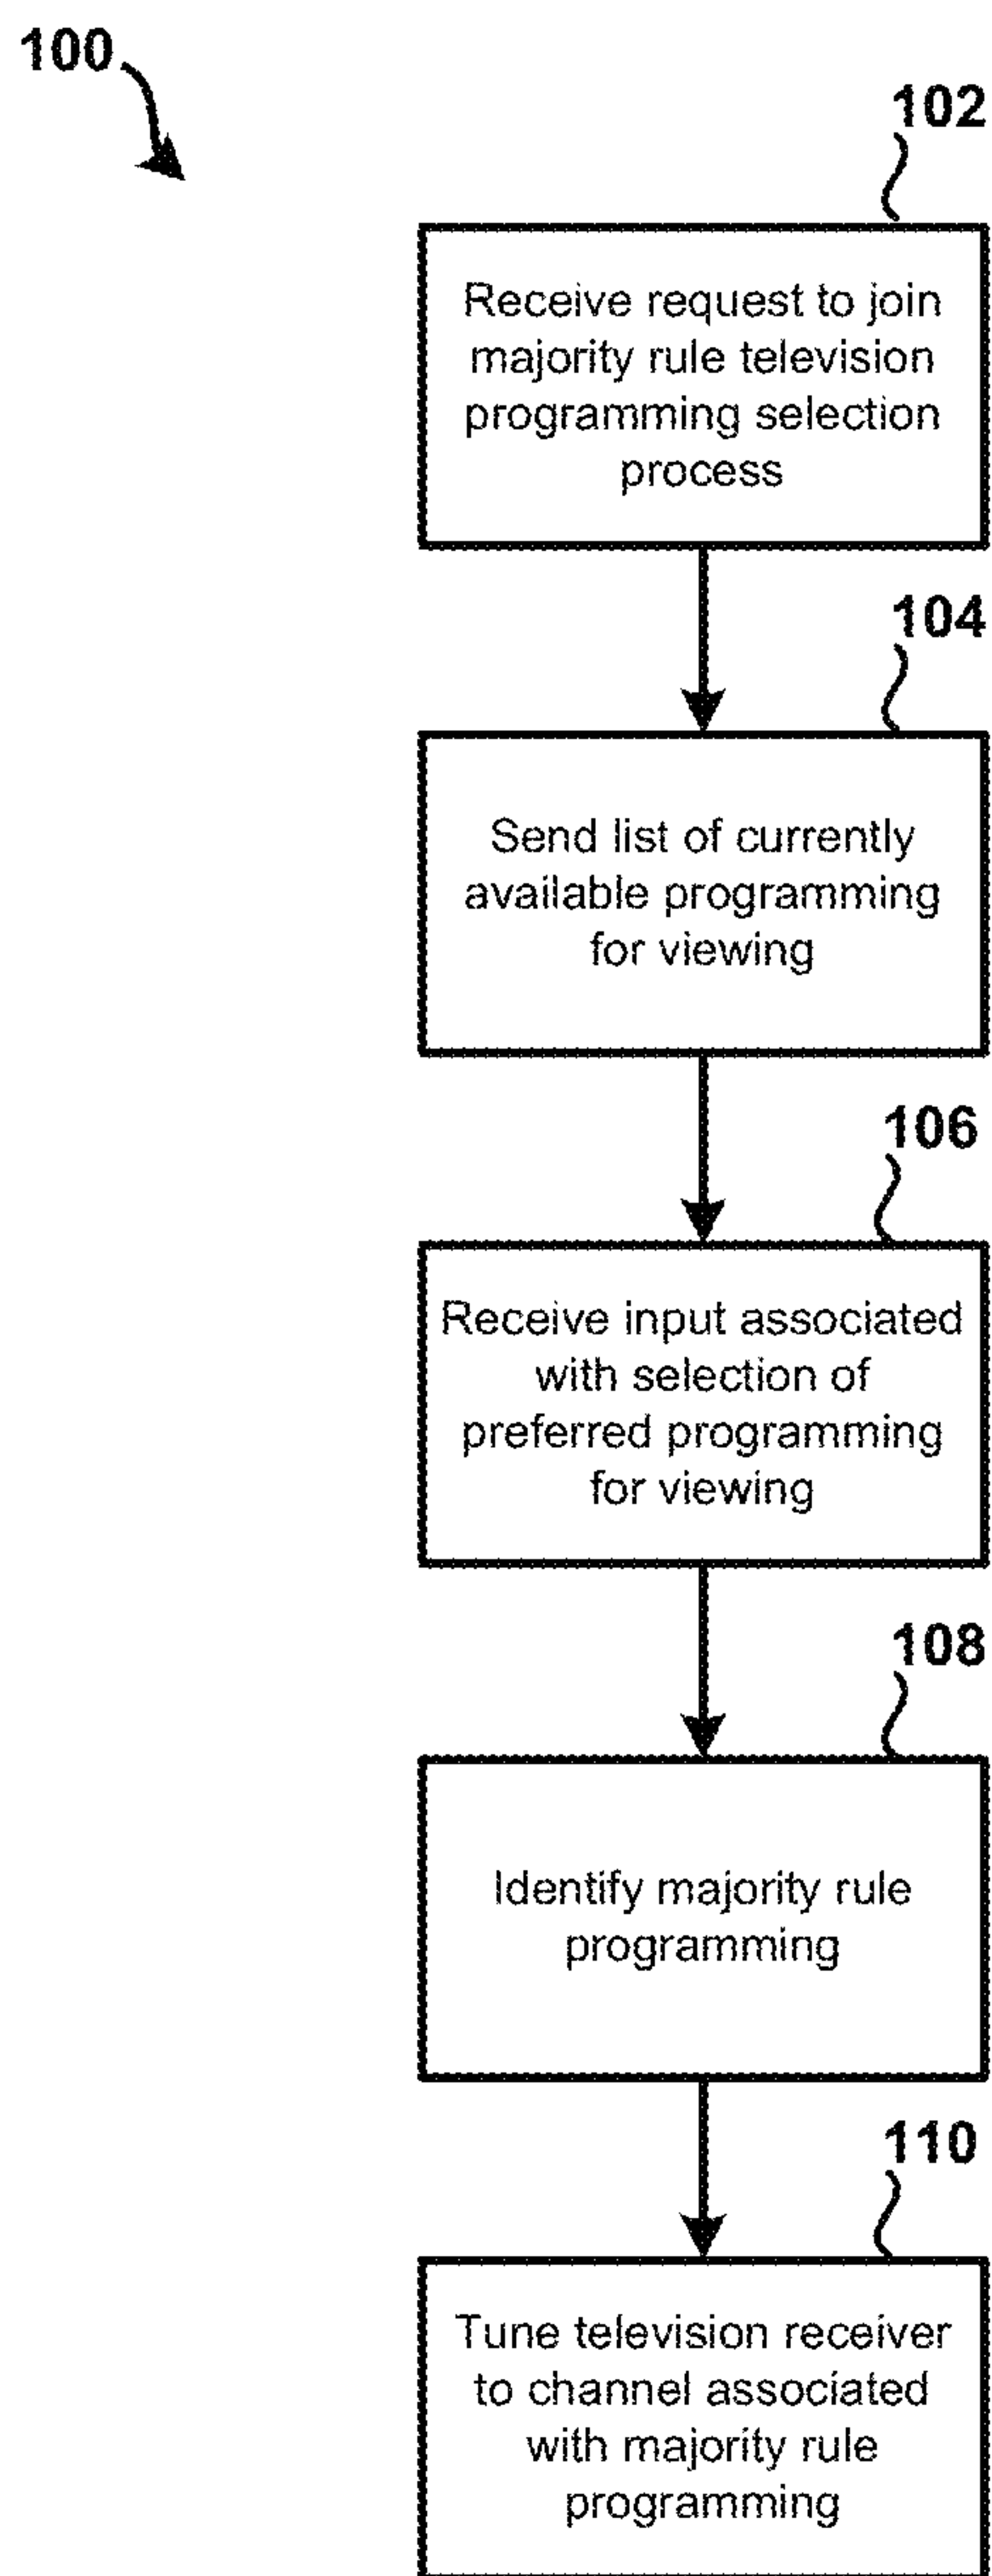 100
102
Receive request to join
majority rule television
programming selection
process
104
Send list of currently
available programming
for viewing
106
Receive input associated
with selection of
preferred programming
for viewing
108
Identify majority rule
programming
110
Tune television receiver
to channel associated
with majority rule
programming